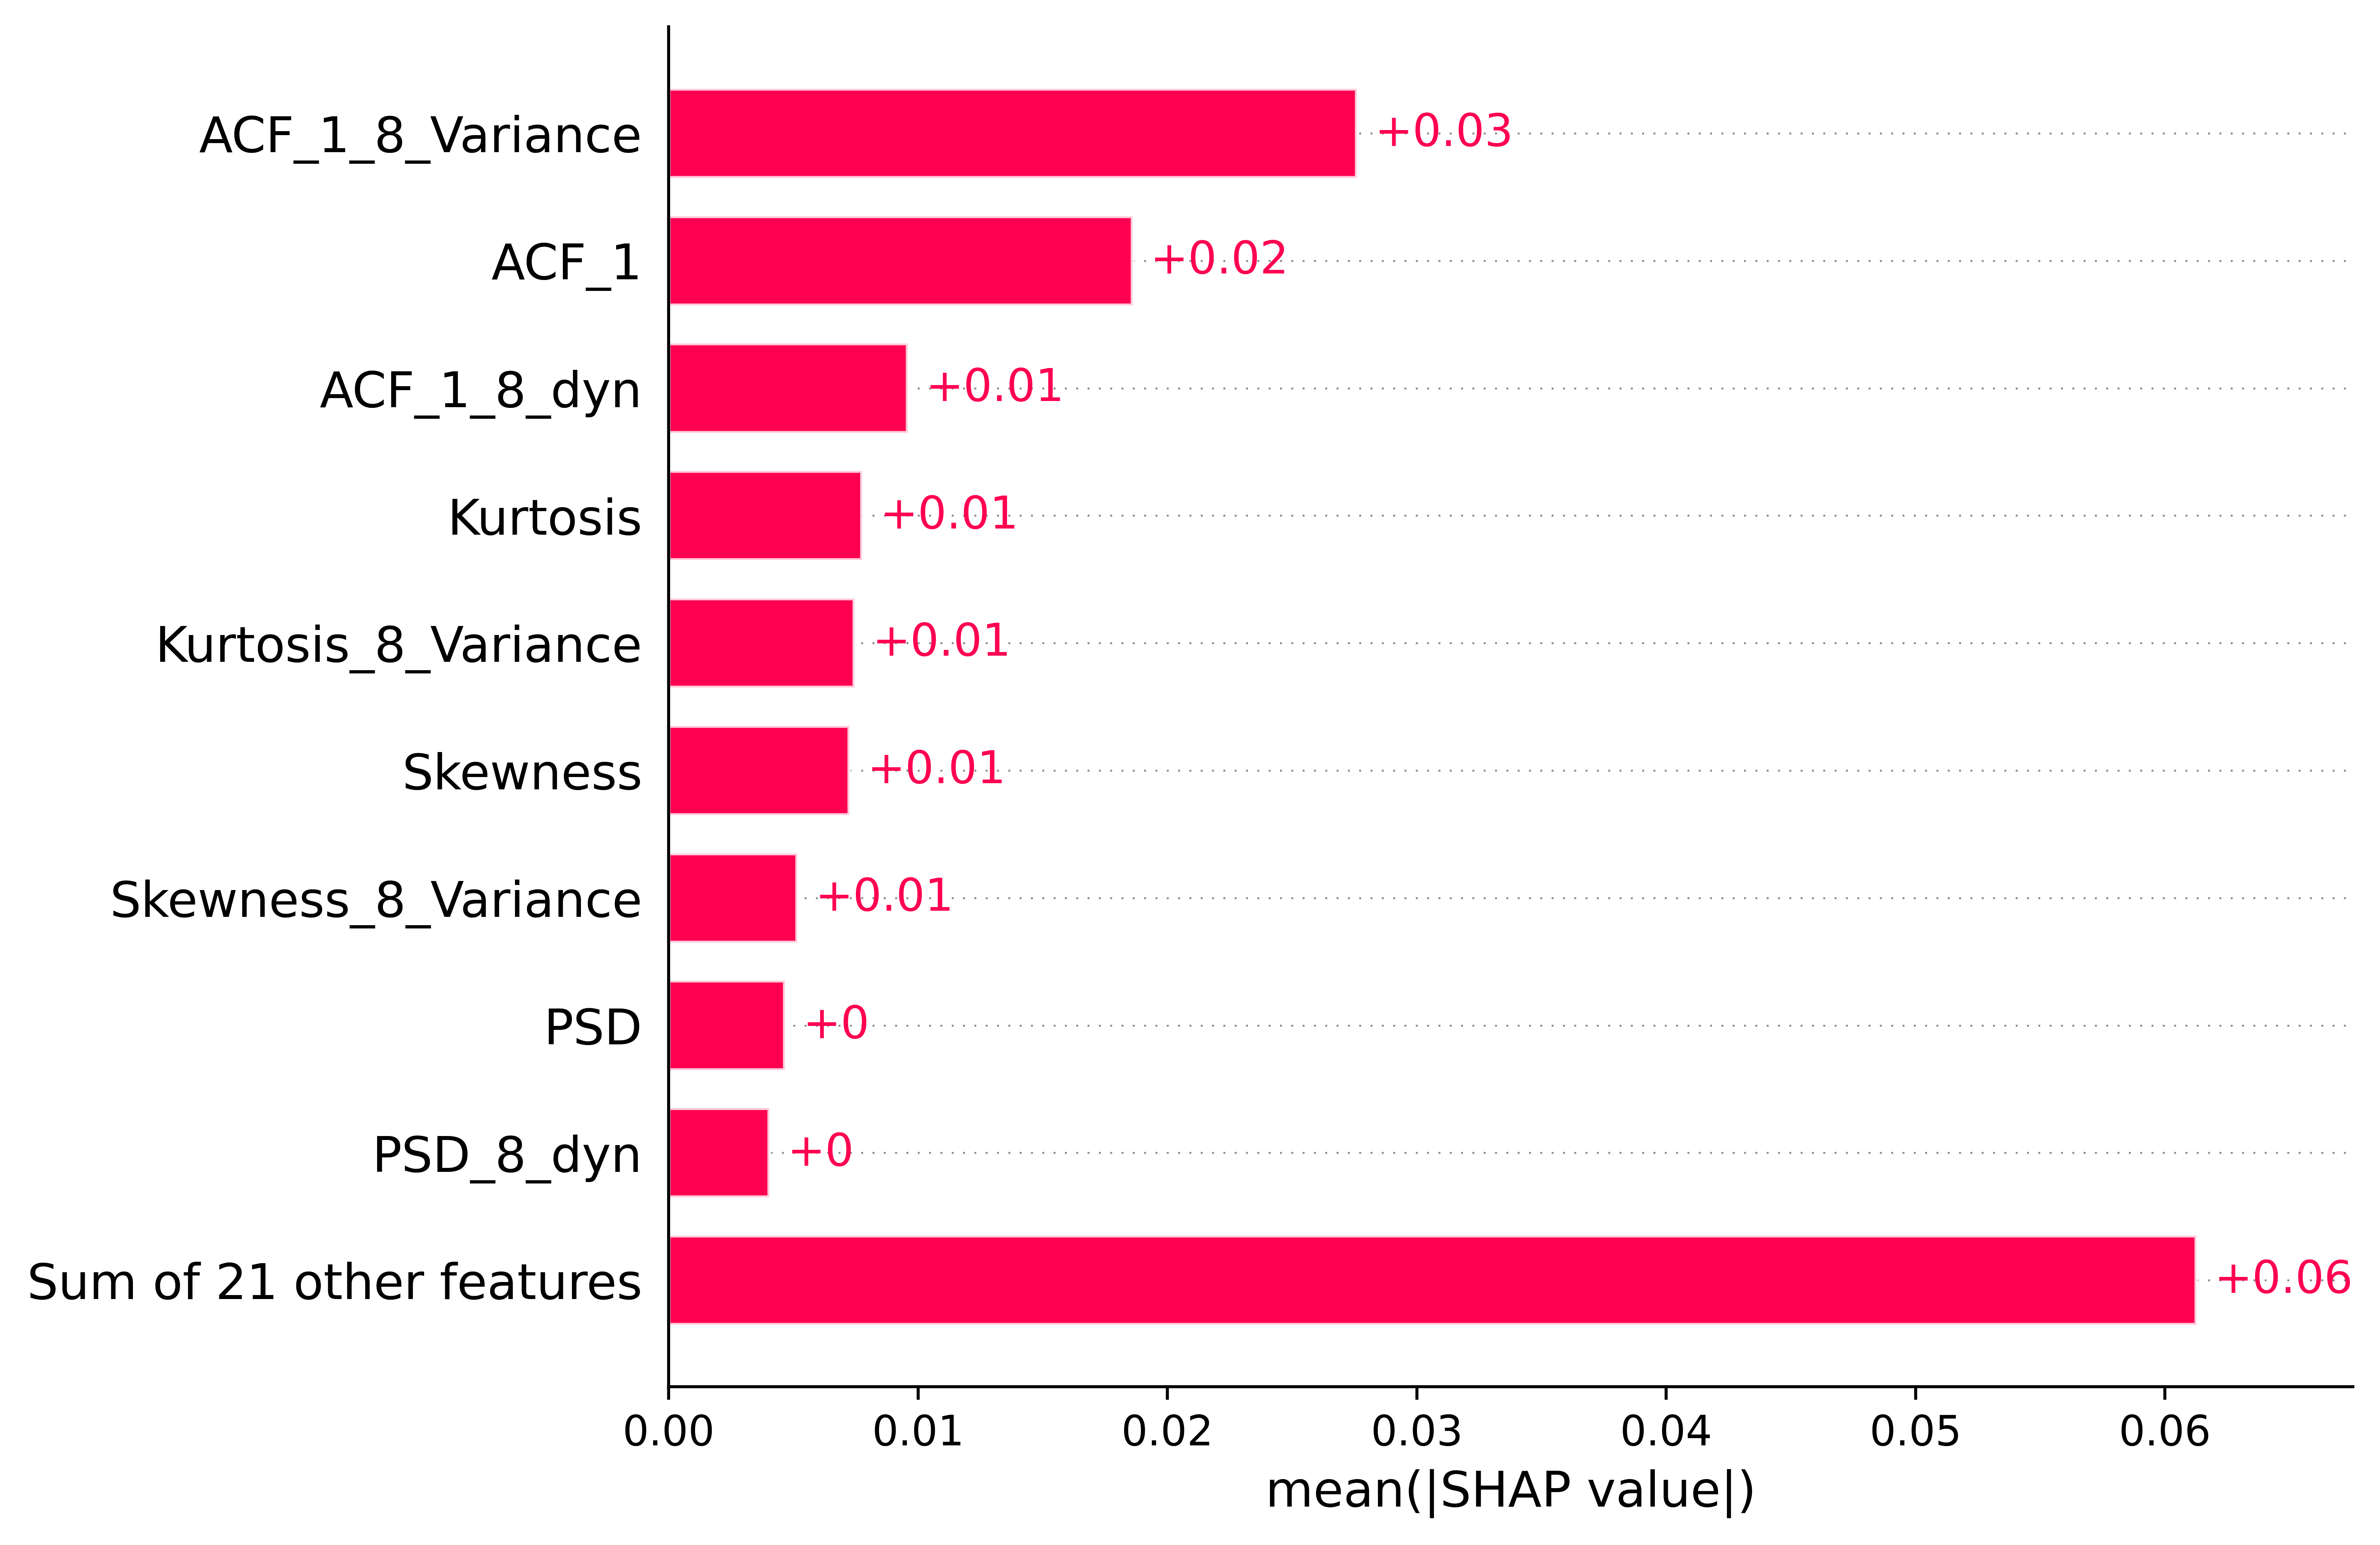 ACF_1_8_Variance +0.03
ACF_1 +0.02
ACF_1_8_dyn +0.01
Kurtosis +0.01
Kurtosis_8_Variance +0.01
Skewness +0.01
Skewness_8_Variance +0.01
PSD +0
PSD_8_dyn +0
Sum of 21 other features +0.06
0.00 0.01 0.02 0.03 0.04 0.05 0.06
mean(|SHAP value|)